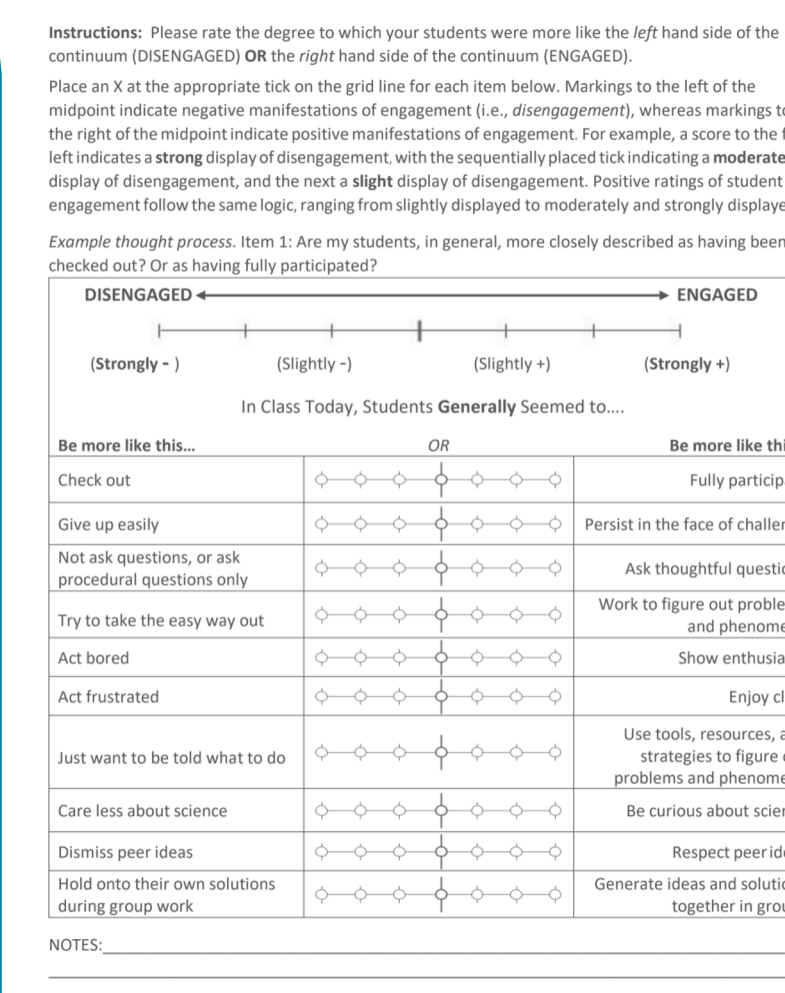 Instructions: Please rate the degree to which your students were more like the left hand side of the
continuum (DISENGAGED) OR the right hand side of the continuum (ENGAGED).
Place an X at the appropriate tick on the grid line for each item below. Markings to the left of the
midpoint indicate negative manifestations of engagement (i.e., disengagement), whereas markings
the right of the midpoint indicate positive manifestations of engagement. For example, a score to the
left indicates a strong display of disengagement, with the sequentially placed tick indicating a moderate
display of disengagement, and the next a slight display of disengagement. Positive ratings of student
engagement follow the same logic, ranging from slightly displayed to moderately and strongly
Example thought process. Item 1: Are my students, in general, more closely described as having been
checked out? Or as having fully participated?
DISENGAGED ENGAGED
(Strongly - ) (Slightly -) (Slightly +) (Strongly +)
In Class Today, Students Generally Seemed to....
Be more like this... OR Be more like
Check out Fully
Give up easily Persist in the face of
Not ask questions, or ask
procedural questions only
Ask thoughtful
Try to take the easy way out
Work to figure out
and
Act bored Show
Act frustrated Enjoy
Just want to be told what to do
Use tools, resources,
strategies to figure
problems and
Care less about science Be curious about
Dismiss peer ideas Respect peer
Hold onto their own solutions
during group work
Generate ideas and
together in
NOTES: